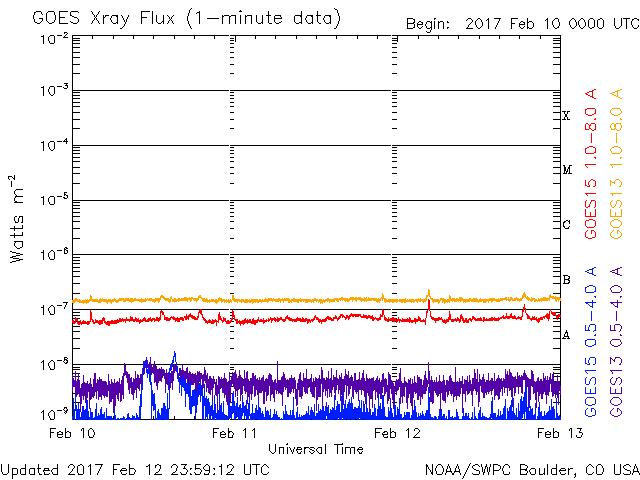 GOES Xray Flux (1-minute data)
Begin: 2017 Feb 10 0000 UTC
10⁻²
10⁻³
10⁻⁴
10⁻⁵
10⁻⁶
10⁻⁷
10⁻⁸
10⁻⁹
Watts m⁻²
X
M
C
B
A
GOES15 1.0-8.0 A
GOES13 1.0-8.0 A
GOES15 0.5-4.0 A
GOES13 0.5-4.0 A
Feb 10 Feb 11 Feb 12 Feb 13
Universal Time
Updated 2017 Feb 12 23:59:12 UTC NOAA/SWPC Boulder, CO USA